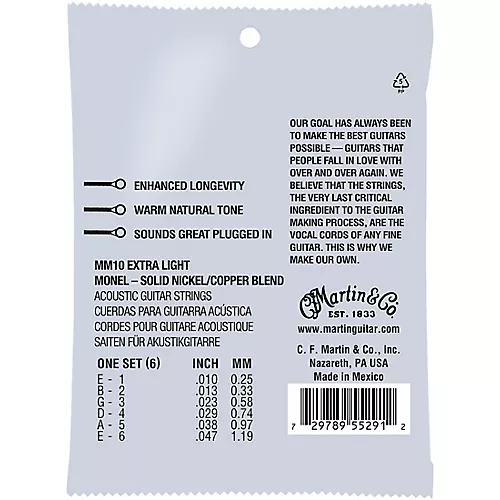 5
PP
OUR GOAL HAS ALWAYS BEEN
TO MAKE THE BEST GUITARS
POSSIBLE — GUITARS THAT
PEOPLE FALL IN LOVE WITH
OVER AND OVER AGAIN. WE
BELIEVE THAT THE STRINGS,
THE VERY LAST CRITICAL
INGREDIENT TO THE GUITAR
MAKING PROCESS, ARE THE
VOCAL CORDS OF ANY FINE
GUITAR. THIS IS WHY WE
MAKE OUR OWN.
ENHANCED LONGEVITY
WARM NATURAL TONE
SOUNDS GREAT PLUGGED IN
MM10 EXTRA LIGHT
MONEL – SOLID NICKEL/COPPER BLEND
ACOUSTIC GUITAR STRINGS
CUERDAS PARA GUITARRA ACÚSTICA
CORDES POUR GUITARE ACOUSTIQUE
SAITEN FÜR AKUSTIKGITARRE
ONE SET (6) INCH MM
E - 1 .010 0.25
B - 2 .013 0.33
G - 3 .023 0.58
D - 4 .029 0.74
A - 5 .038 0.97
E - 6 .047 1.19
C.F. Martin & Co.
EST. 1833
www.martinguitar.com
C. F. Martin & Co., Inc.
Nazareth, PA USA
Made in Mexico
7 29789 55291 2